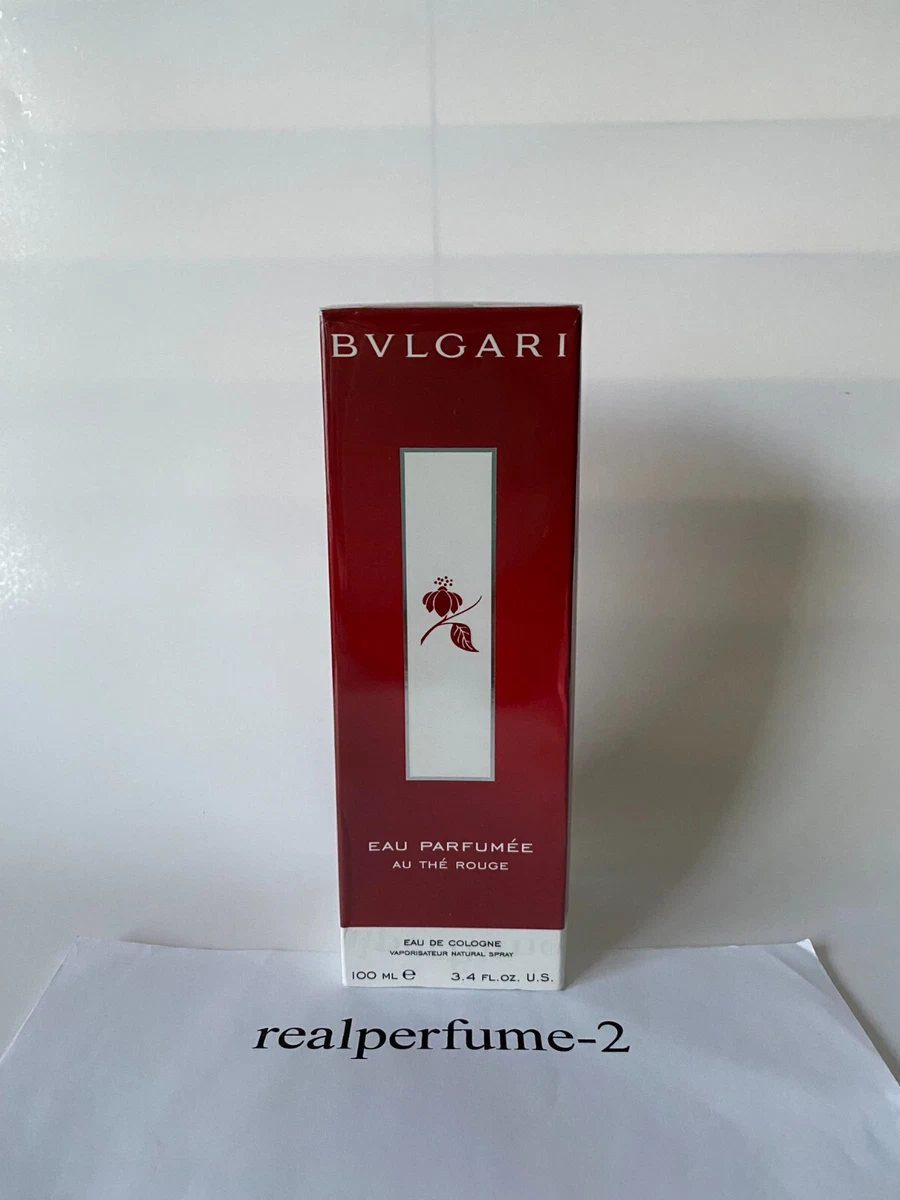 BVLGARI
EAU PARFUMÉE
AU THÉ ROUGE
EAU DE COLOGNE
VAPORISATEUR NATURAL SPRAY
100 ML ℮ 3.4 FL.OZ. U.S.
realperfume-2